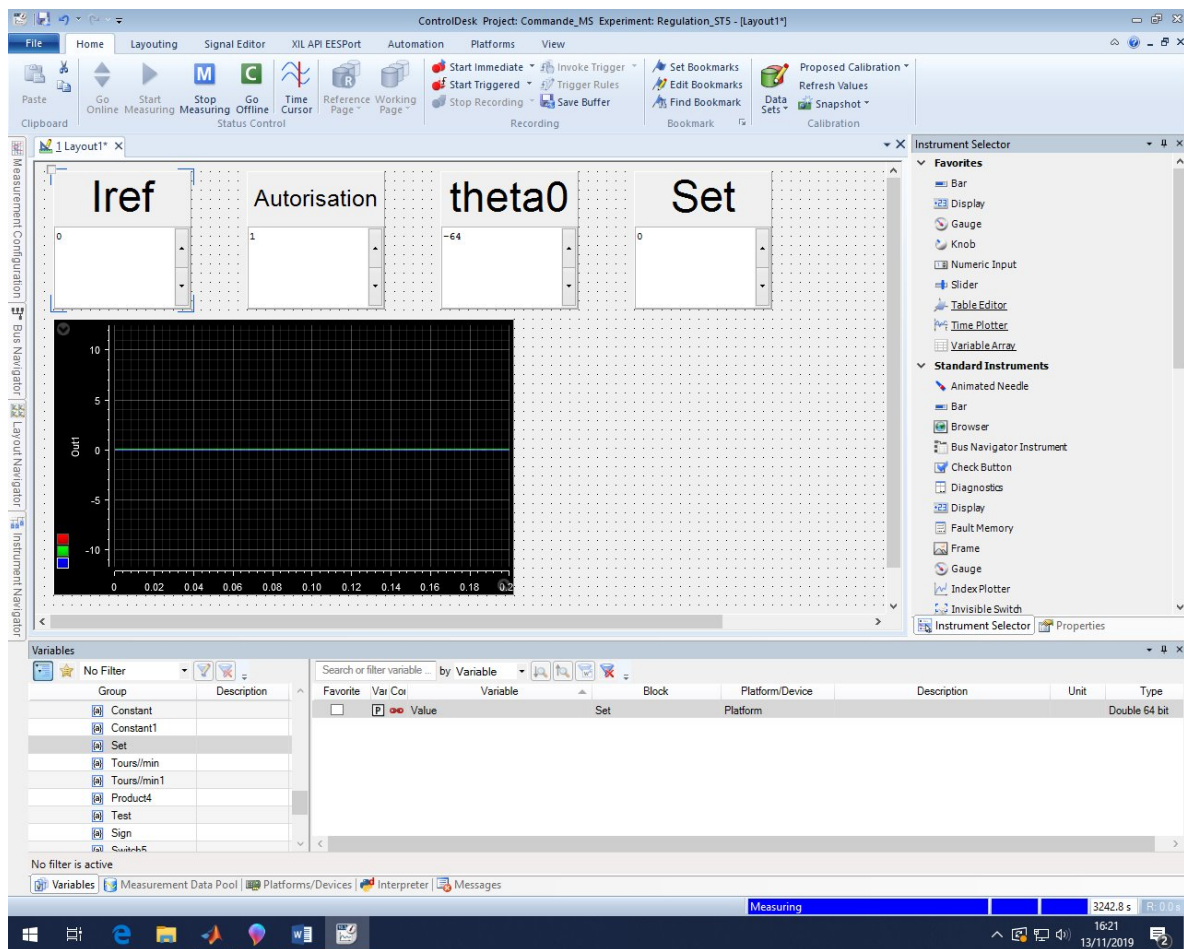 ControlDesk Project: Commande_MS Experiment: Regulation_ST5 - [Layout1*]
File Home Layouting Signal Editor XIL API EESPort Automation Platforms View
Paste
Clipboard
Go Online
Start Measuring
Stop Measuring
Go Offline
Status Control
Time Cursor
Reference Page
Working Page
Start Immediate Invoke Trigger
Start Triggered Trigger Rules
Stop Recording Save Buffer
Recording
Set Bookmarks
Edit Bookmarks
Find Bookmark
Bookmark
Data Sets
Proposed Calibration
Refresh Values
Snapshot
Calibration
Measurement Configuration
Bus Navigator
Layout Navigator
Instrument Navigator
1 Layout1*
Iref Autorisation theta0 Set
0 1 -64 0
10
5
0
-5
-10
Out1
0 0.02 0.04 0.06 0.08 0.10 0.12 0.14 0.16 0.18 0.2
Instrument Selector
Favorites
Bar
Display
Gauge
Knob
Numeric Input
Slider
Table Editor
Time Plotter
Variable Array
Standard Instruments
Animated Needle
Bar
Browser
Bus Navigator Instrument
Check Button
Diagnostics
Display
Fault Memory
Frame
Gauge
Index Plotter
Invisible Switch
Instrument Selector Properties
Variables
No Filter
Search or filter variable ... by Variable
Group Description
Constant
Constant1
Set
Tours//min
Tours//min1
Product4
Test
Sign
Switch5
Favorite Var Cor Variable Block Platform/Device Description Unit Type
P Value Set Platform Double 64 bit
No filter is active
Variables Measurement Data Pool Platforms/Devices Interpreter Messages
Measuring 3242.8 s R: 0.0 s
16:21
13/11/2019